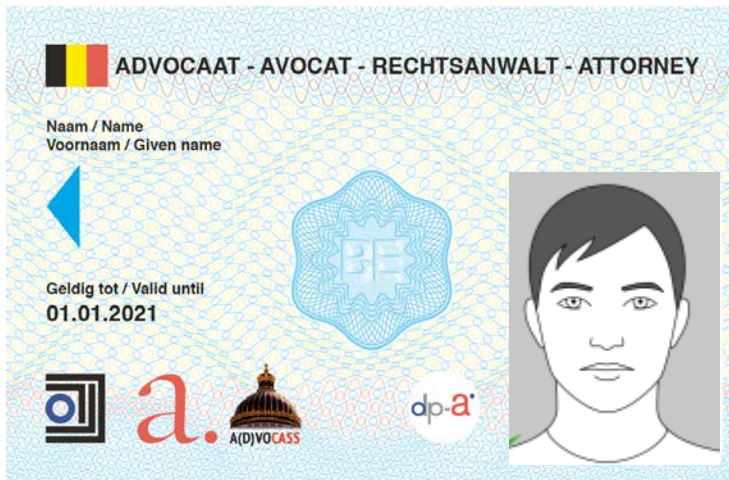 ADVOCAAT - AVOCAT - RECHTSANWALT - ATTORNEY
Naam / Name
Voornaam / Given name
BE
Geldig tot / Valid until
01.01.2021
a.
A(D)VOCASS
dp-a